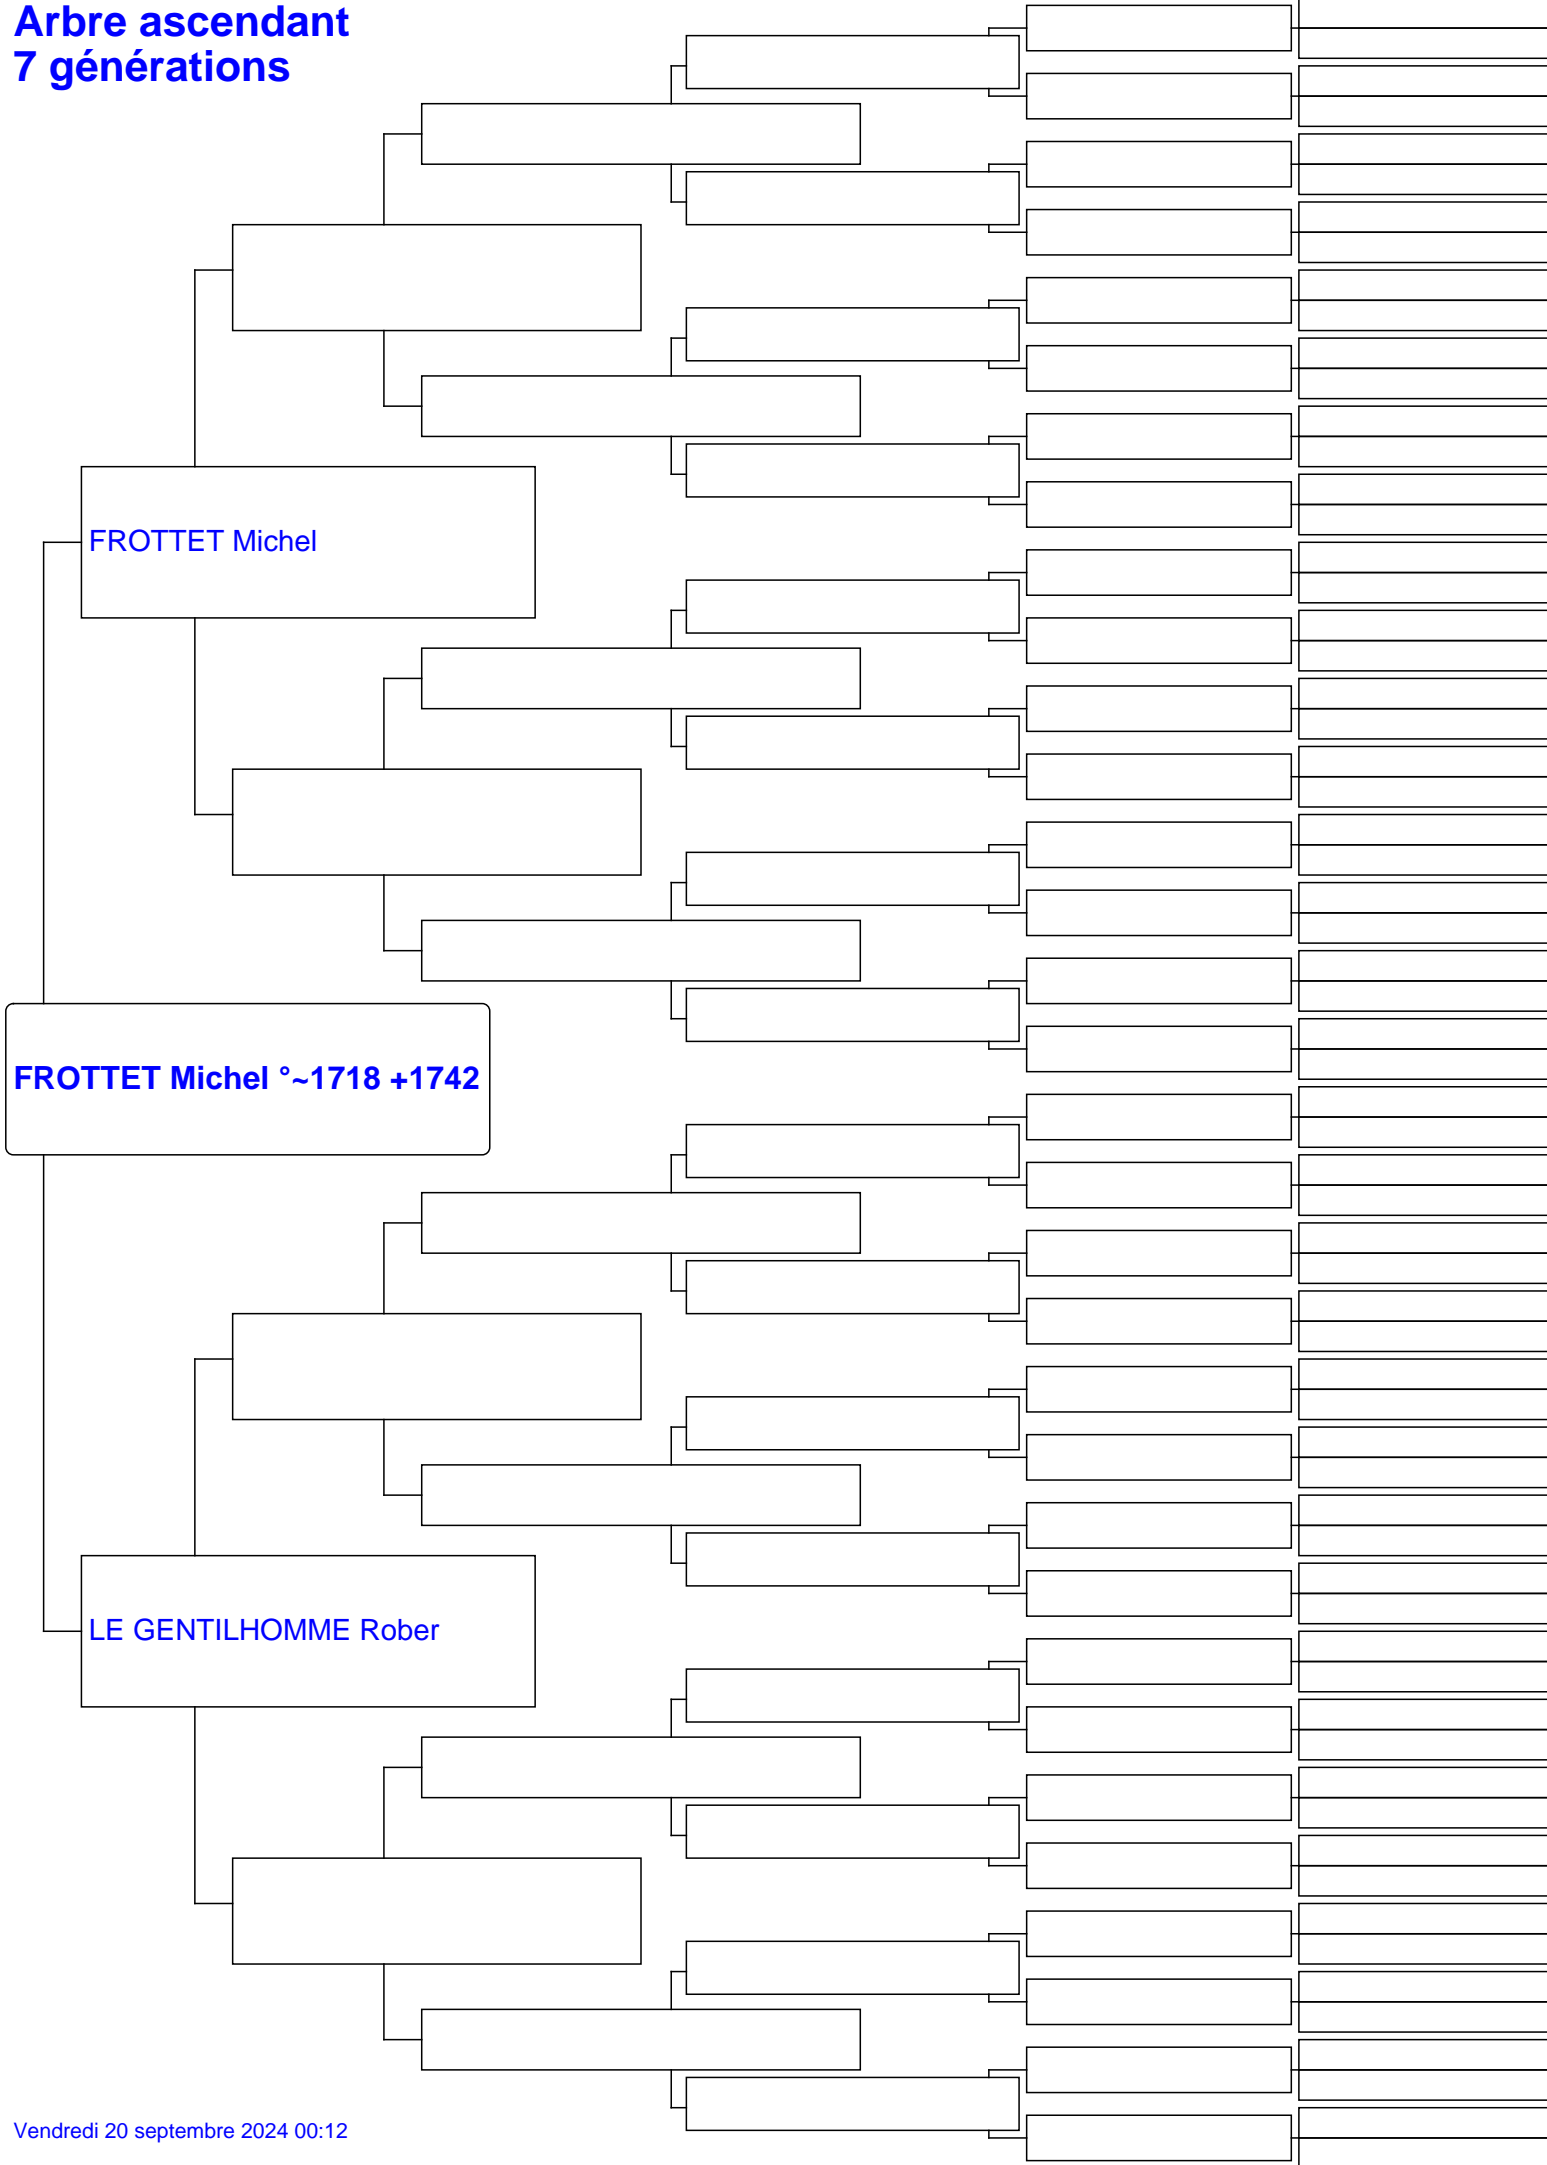 Arbre ascendant
7 générations
FROTTET Michel
FROTTET Michel °~1718 +1742
LE GENTILHOMME Rober
Vendredi 20 septembre 2024 00:12